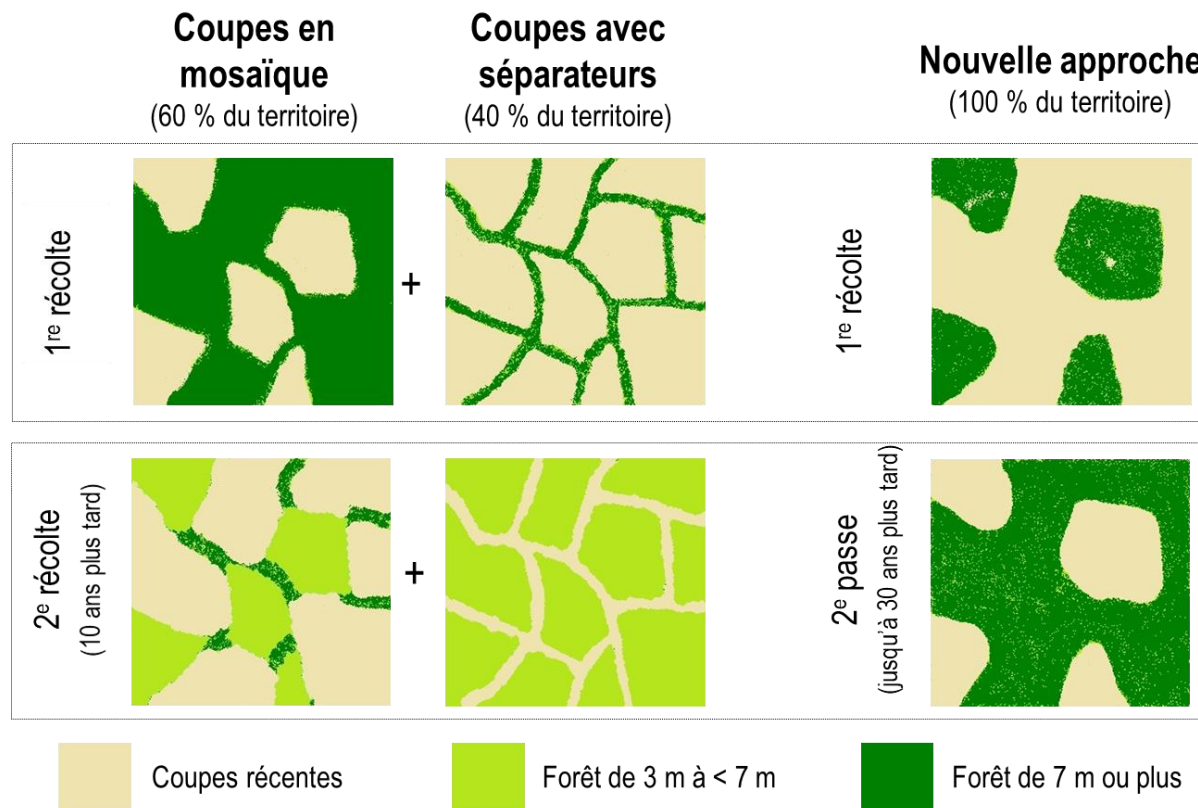 Coupes en
mosaïque
(60 % du territoire)
Coupes avec
séparateurs
(40 % du territoire)
Nouvelle approche
(100 % du territoire)
1re récolte
+
1re récolte
2e récolte
(10 ans plus tard)
+
2e passe
(jusqu'à 30 ans plus tard)
Coupes récentes
Forêt de 3 m à < 7 m
Forêt de 7 m ou plus